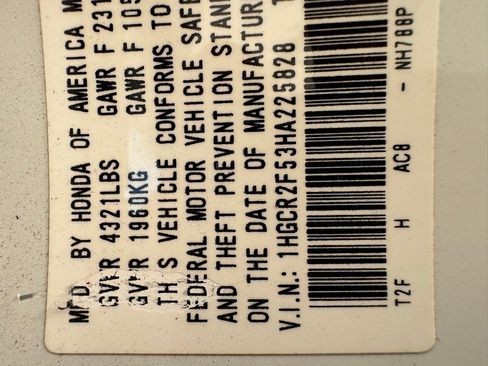 MFD BY HONDA OF AMERICA M
GVWR 4321LBS GAWR F 231
GVWR 1960KG GAWR F 105
THIS VEHICLE CONFORMS TO
FEDERAL MOTOR VEHICLE SAFE
AND THEFT PREVENTION STAN
ON THE DATE OF MANUFACTUR
V.I.N.: 1HGCR2F53HA225828 T
T2F H AC8 - NH788P